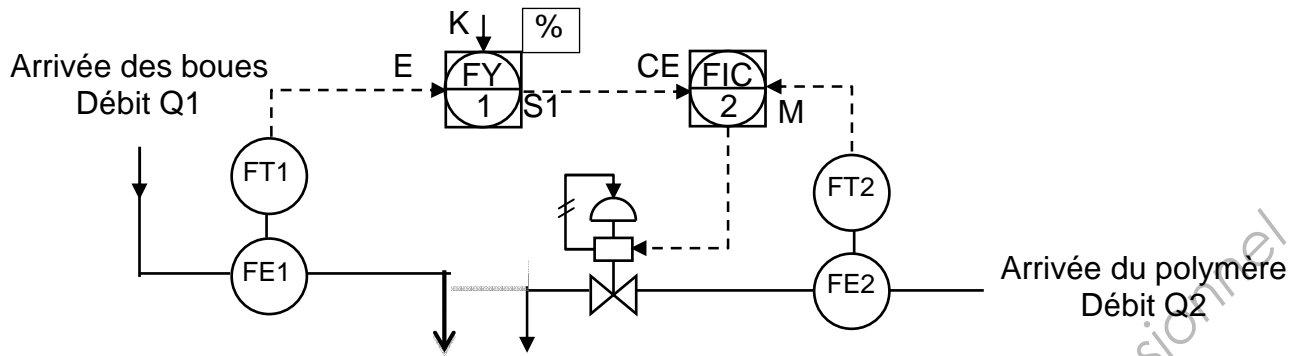 K
%
Arrivée des boues
Débit Q1
E
FY
1
S1
CE
FIC
2
M
FT1
FT2
FE1
FE2
Arrivée du polymère
Débit Q2
sionnel